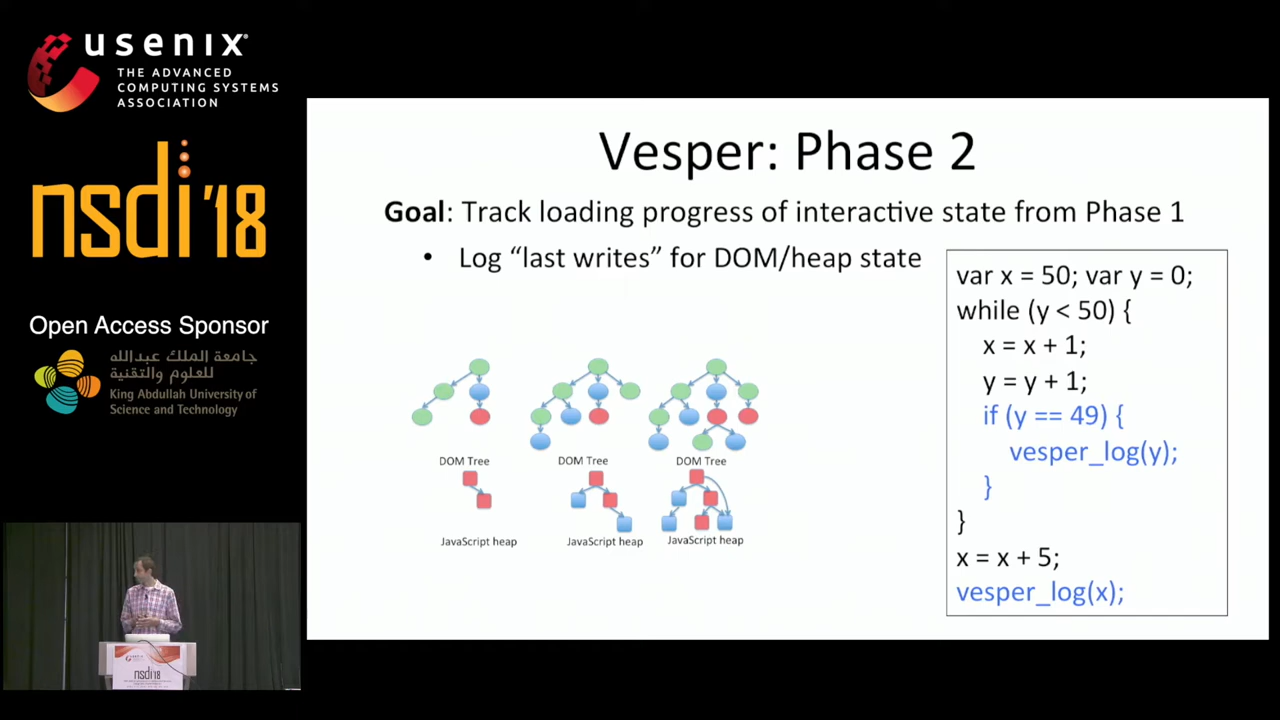 usenix
THE ADVANCED
COMPUTING SYSTEMS
ASSOCIATION
nsdi '18
Open Access Sponsor
جامعة الملك عبدالله
للعلوم والتقنية
King Abdullah University of
Science and Technology
Vesper: Phase 2
Goal: Track loading progress of interactive state from Phase 1
• Log “last writes” for DOM/heap state
DOM Tree DOM Tree DOM Tree
JavaScript heap JavaScript heap JavaScript heap
var x = 50; var y = 0;
while (y < 50) {
x = x + 1;
y = y + 1;
if (y == 49) {
vesper_log(y);
}
}
x = x + 5;
vesper_log(x);
nsdi'18